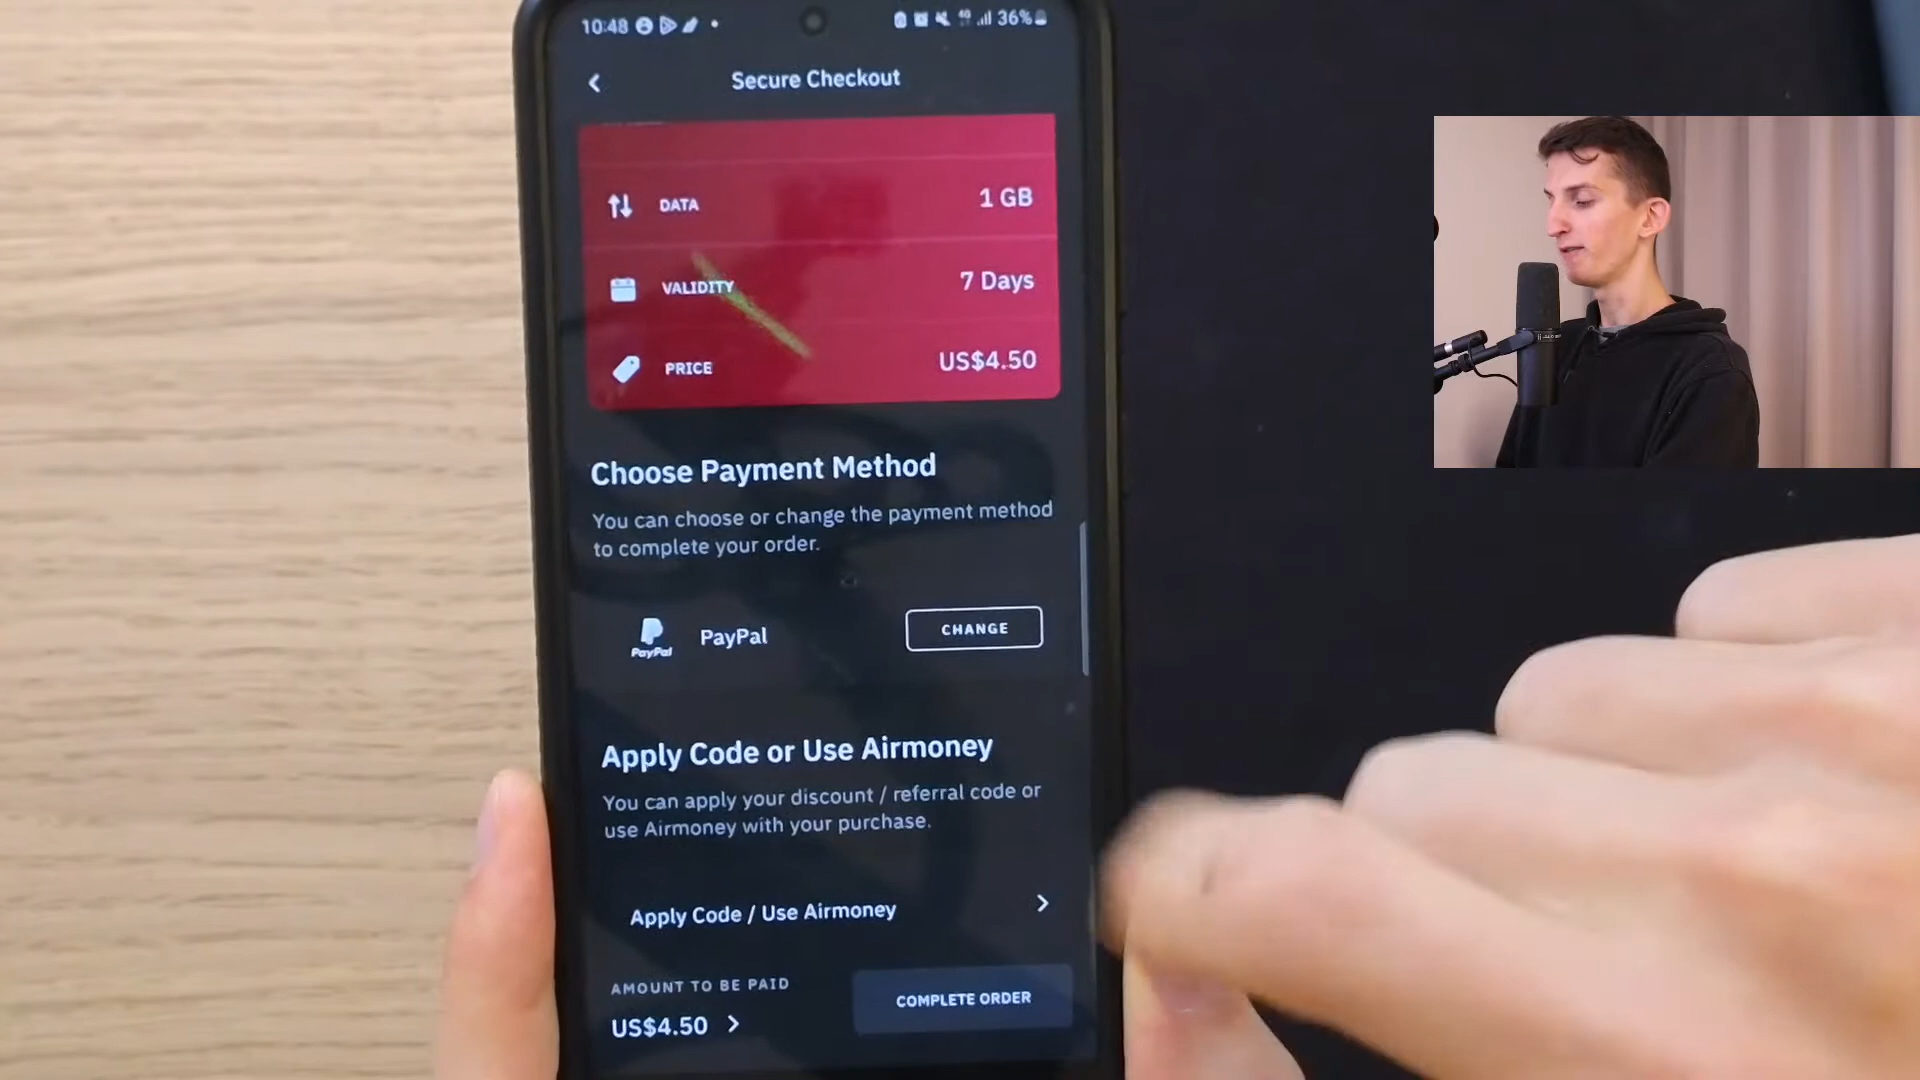 10:48
4G
36%
Secure Checkout
DATA
1 GB
VALIDITY
7 Days
PRICE
US$4.50
Choose Payment Method
You can choose or change the payment method
to complete your order.
PayPal
PayPal
CHANGE
Apply Code or Use Airmoney
You can apply your discount / referral code or
use Airmoney with your purchase.
Apply Code / Use Airmoney
AMOUNT TO BE PAID
US$4.50
COMPLETE ORDER